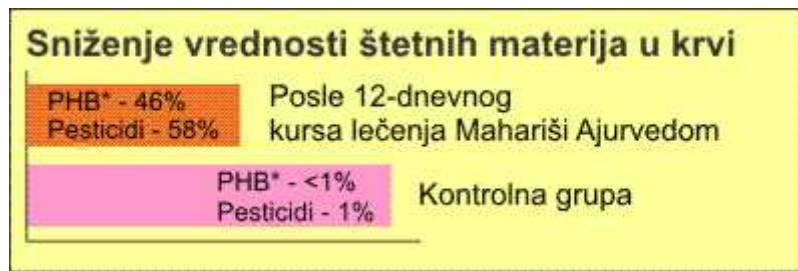 Sniženje vrednosti štetnih materija u krvi
PHB* - 46%
Pesticidi - 58%
Posle 12-dnevnog
kursa lečenja Mahariši Ajurvedom
PHB* - <1%
Pesticidi - 1%
Kontrolna grupa